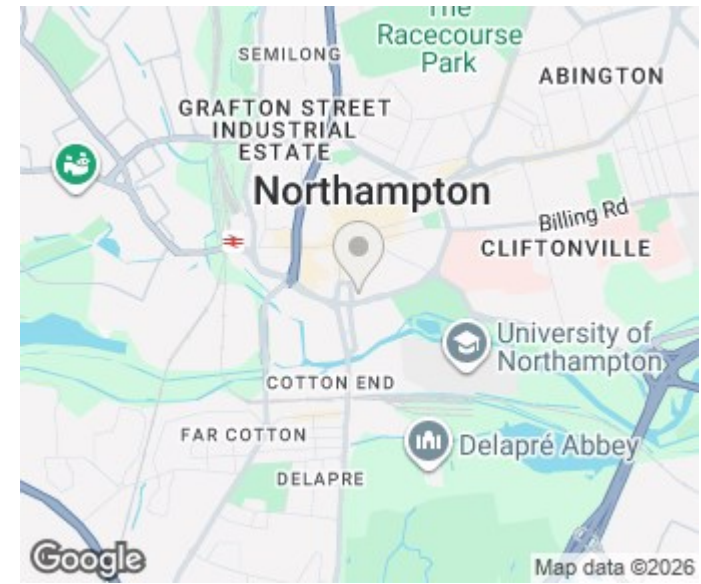 The
Racecourse
Park
SEMILONG
ABINGTON
GRAFTON STREET
INDUSTRIAL
ESTATE
Northampton
Billing Rd
CLIFTONVILLE
University of
Northampton
COTTON END
FAR COTTON
Delapré Abbey
DELAPRE
Google
Map data ©2026